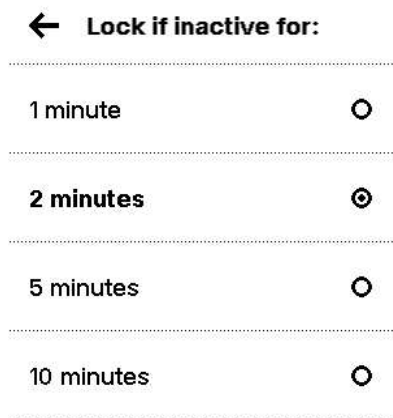 Lock if inactive for:
1 minute
2 minutes
5 minutes
10 minutes